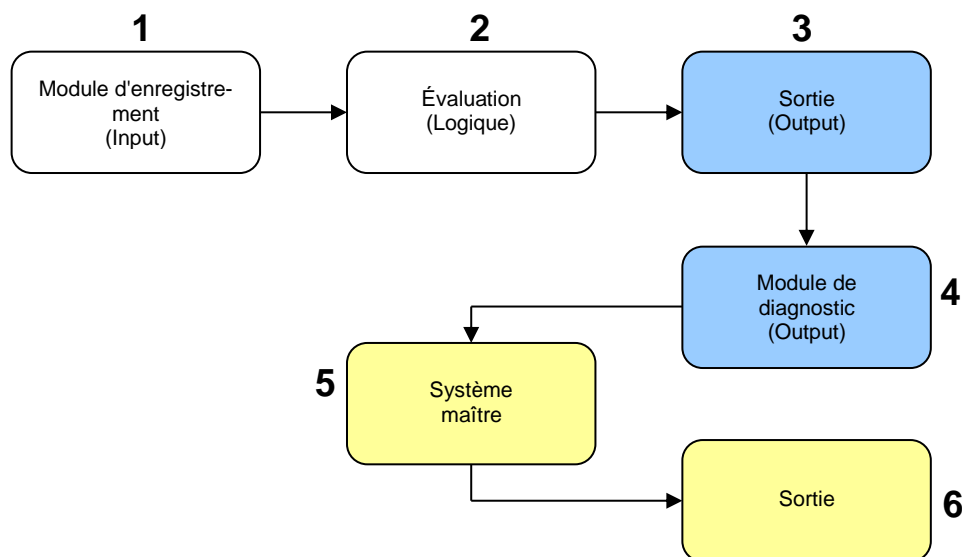 1
2
3
Module d'enregistre-
ment
(Input)
Évaluation
(Logique)
Sortie
(Output)
Module de
diagnostic
(Output)
4
5
Système
maître
Sortie
6